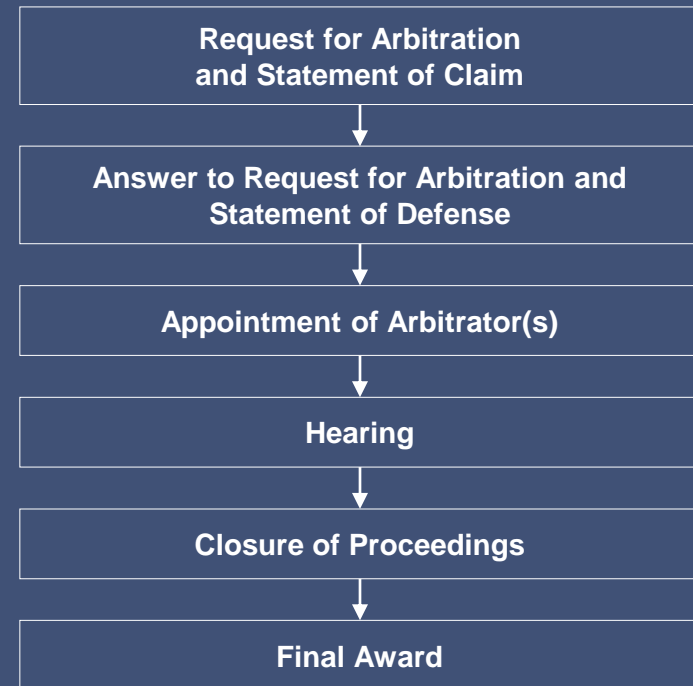 Request for Arbitration
and Statement of Claim
Answer to Request for Arbitration and
Statement of Defense
Appointment of Arbitrator(s)
Hearing
Closure of Proceedings
Final Award